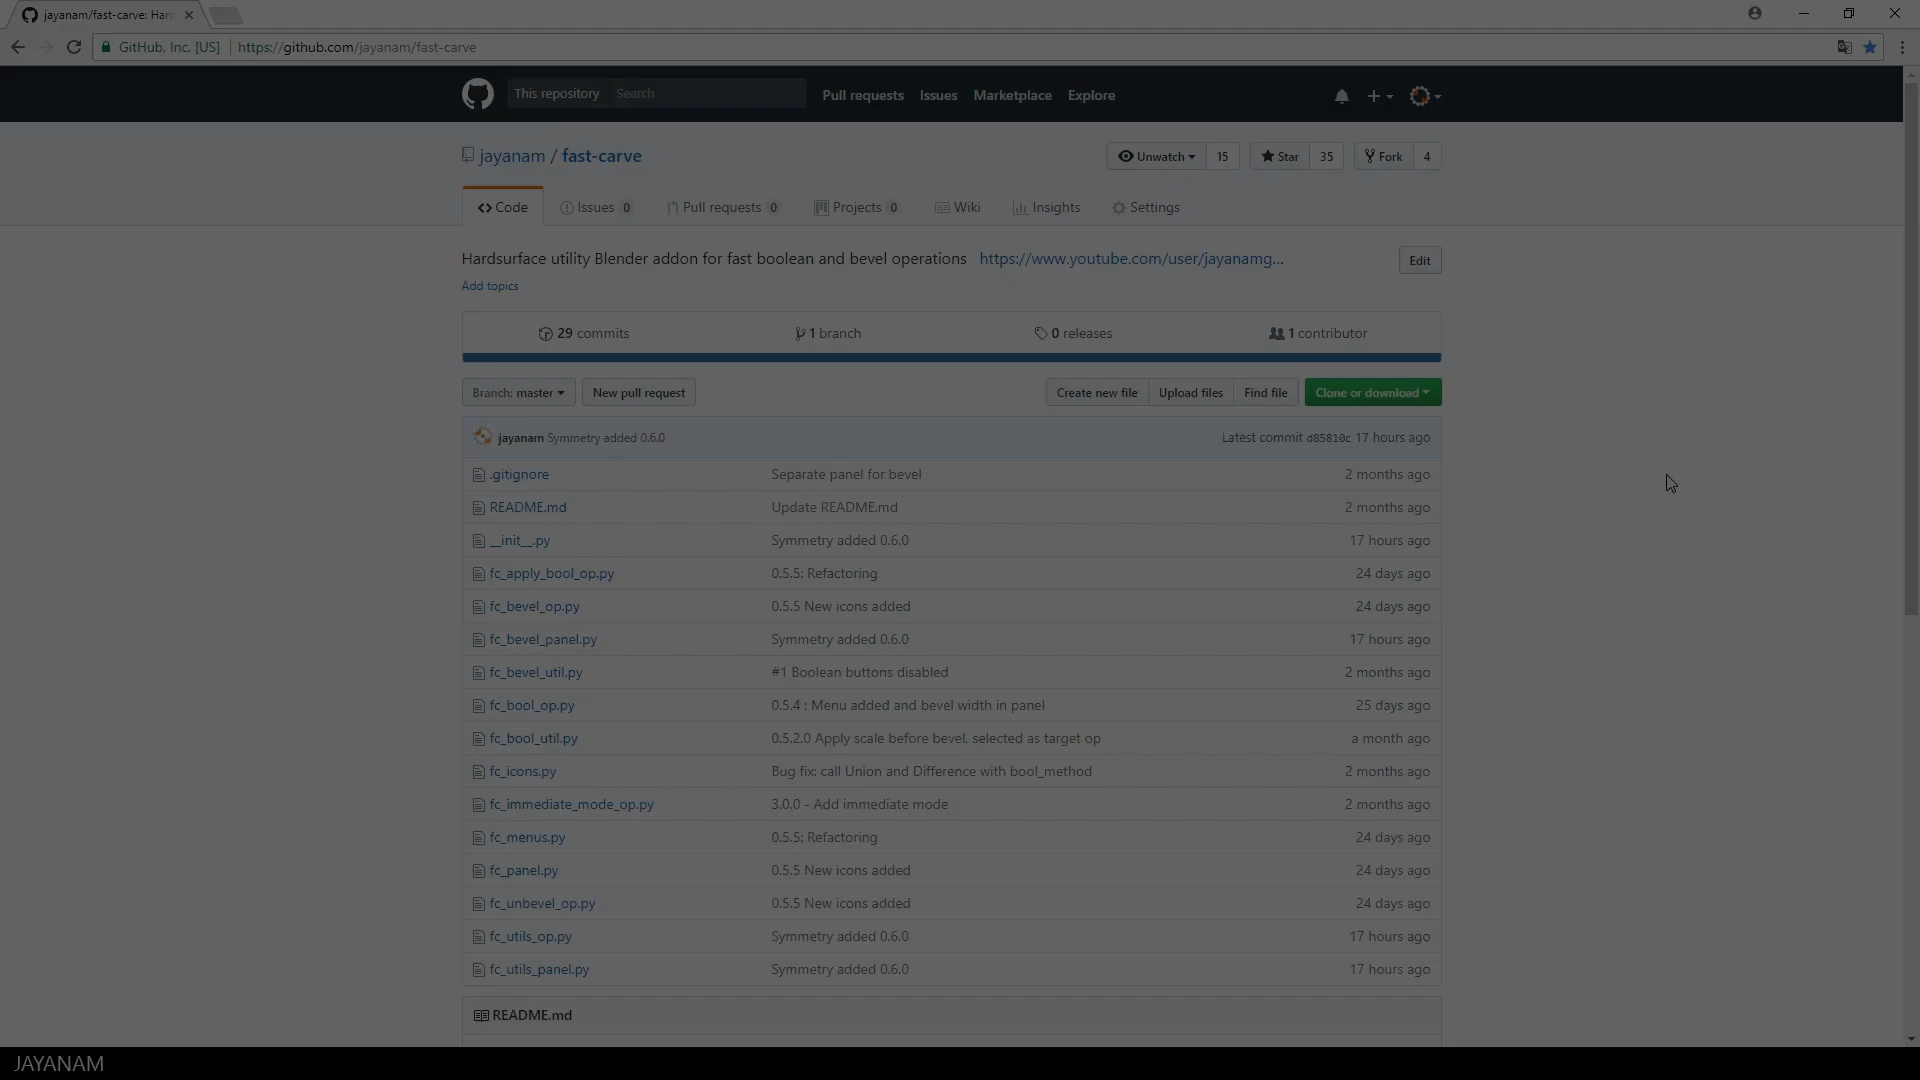 jayanam/fast-carve: Hard
GitHub, Inc. [US] https://github.com/jayanam/fast-carve
This repository Search Pull requests Issues Marketplace Explore
jayanam / fast-carve Unwatch 15 Star 35 Fork 4
Code Issues 0 Pull requests 0 Projects 0 Wiki Insights Settings
Hardsurface utility Blender addon for fast boolean and bevel operations https://www.youtube.com/user/jayanamg... Edit
Add topics
29 commits 1 branch 0 releases 1 contributor
Branch: master New pull request Create new file Upload files Find file Clone or download
jayanam Symmetry added 0.6.0 Latest commit d85810c 17 hours ago
.gitignore Separate panel for bevel 2 months ago
README.md Update README.md 2 months ago
__init__.py Symmetry added 0.6.0 17 hours ago
fc_apply_bool_op.py 0.5.5: Refactoring 24 days ago
fc_bevel_op.py 0.5.5 New icons added 24 days ago
fc_bevel_panel.py Symmetry added 0.6.0 17 hours ago
fc_bevel_util.py #1 Boolean buttons disabled 2 months ago
fc_bool_op.py 0.5.4 : Menu added and bevel width in panel 25 days ago
fc_bool_util.py 0.5.2.0 Apply scale before bevel, selected as target op a month ago
fc_icons.py Bug fix: call Union and Difference with bool_method 2 months ago
fc_immediate_mode_op.py 3.0.0 - Add immediate mode 2 months ago
fc_menus.py 0.5.5: Refactoring 24 days ago
fc_panel.py 0.5.5 New icons added 24 days ago
fc_unbevel_op.py 0.5.5 New icons added 24 days ago
fc_utils_op.py Symmetry added 0.6.0 17 hours ago
fc_utils_panel.py Symmetry added 0.6.0 17 hours ago
README.md
JAYANAM